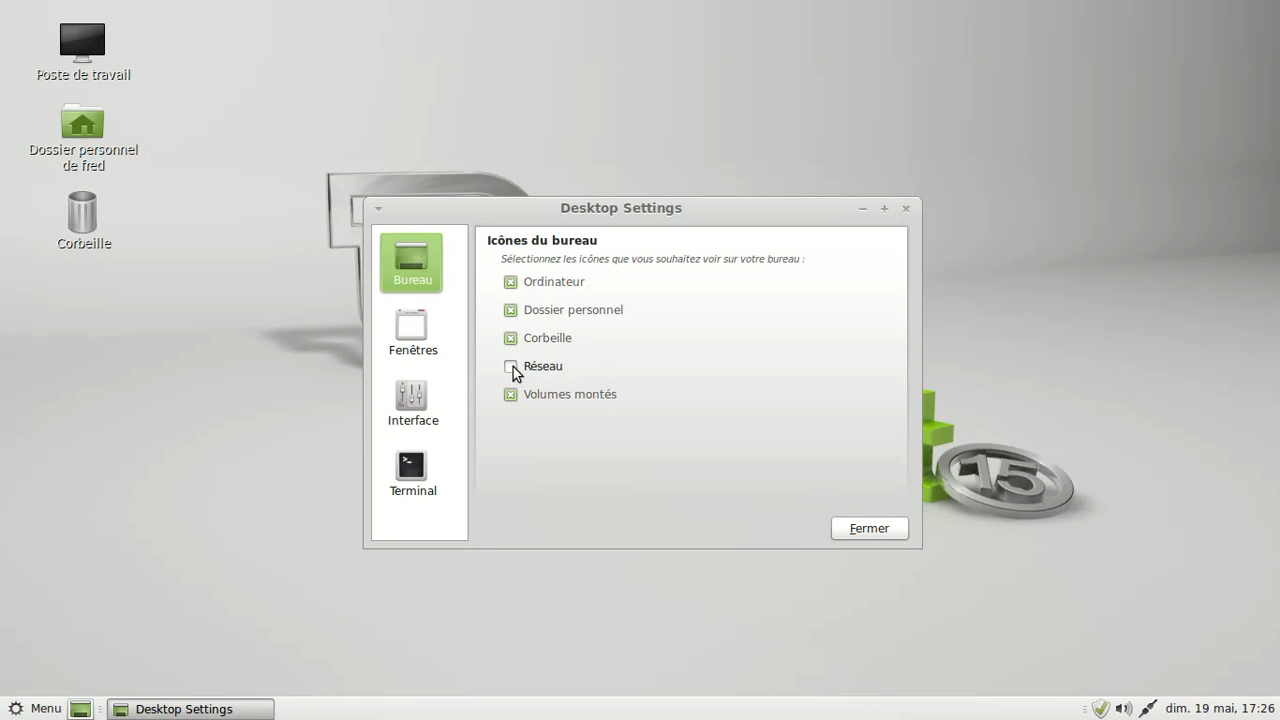 Poste de travail
Dossier personnel
de fred
Corbeille
Desktop Settings
Bureau
Fenêtres
Interface
Terminal
Icônes du bureau
Sélectionnez les icônes que vous souhaitez voir sur votre bureau :
Ordinateur
Dossier personnel
Corbeille
Réseau
Volumes montés
Fermer
15
Menu
Desktop Settings
dim. 19 mai, 17:26